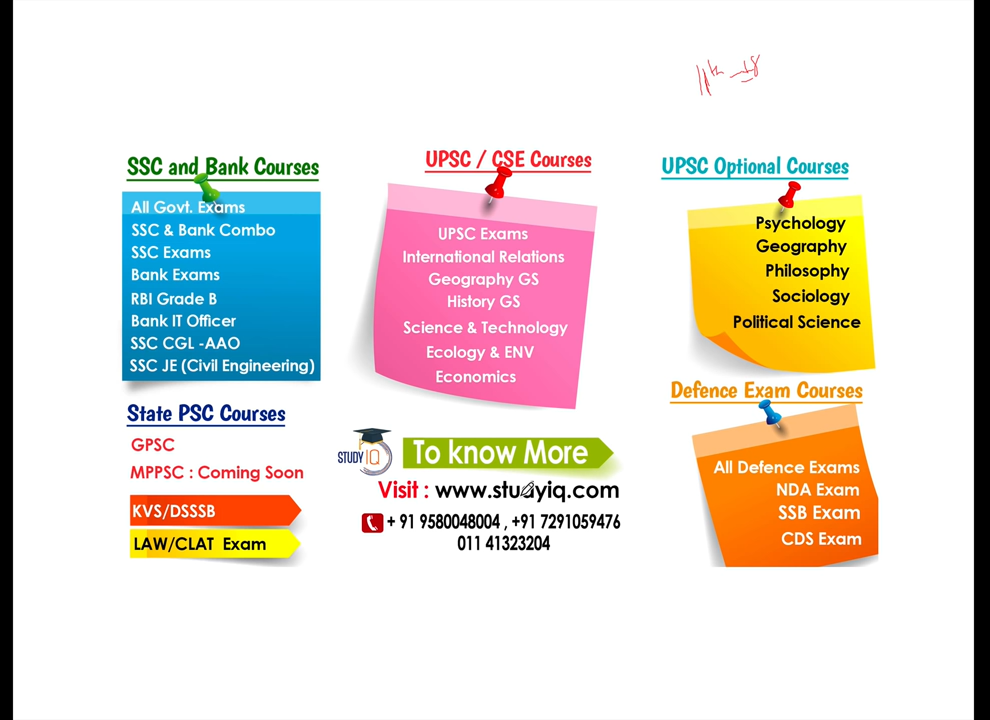 11th
SSC and Bank Courses
All Govt. Exams
SSC & Bank Combo
SSC Exams
Bank Exams
RBI Grade B
Bank IT Officer
SSC CGL -AAO
SSC JE (Civil Engineering)
State PSC Courses
GPSC
MPPSC : Coming Soon
KVS/DSSSB
LAW/CLAT Exam
UPSC / CSE Courses
UPSC Exams
International Relations
Geography GS
History GS
Science & Technology
Ecology & ENV
Economics
STUDY IQ
To know More
Visit : www.studyiq.com
+ 91 9580048004 , +91 7291059476
011 41323204
UPSC Optional Courses
Psychology
Geography
Philosophy
Sociology
Political Science
Defence Exam Courses
All Defence Exams
NDA Exam
SSB Exam
CDS Exam